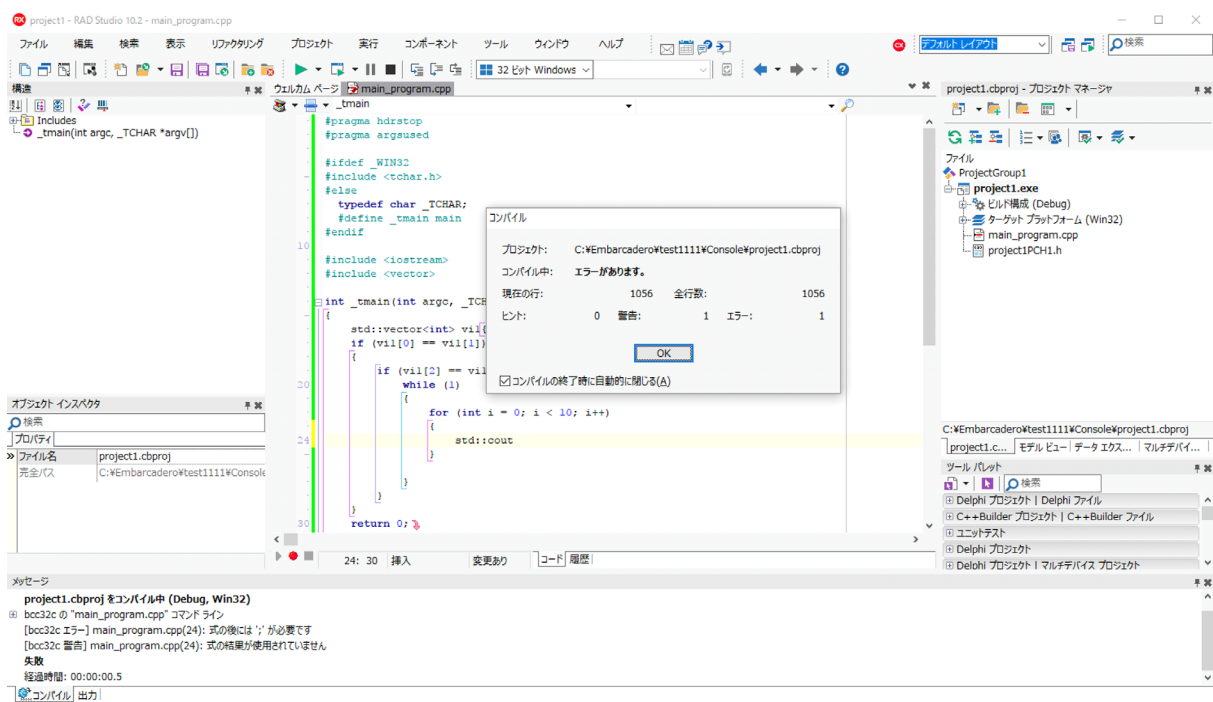 project1 - RAD Studio 10.2 - main_program.cpp
ファイル 編集 検索 表示 リファクタリング プロジェクト 実行 コンポーネント ツール ウィンドウ ヘルプ デフォルト レイアウト 検索
32 ビット Windows
構造
Includes
_tmain(int argc, _TCHAR *argv[])
ウェルカム ページ main_program.cpp
_tmain
#pragma hdrstop
#pragma argsused
#ifdef _WIN32
#include <tchar.h>
#else
typedef char _TCHAR;
#define _tmain main
#endif
10
#include <iostream>
#include <vector>
int _tmain(int argc, _TCH
{
std::vector<int> vil{
if (vil[0] == vil[1])
{
if (vil[2] == vil
20 while (1)
{
for (int i = 0; i < 10; i++)
{
24 std::cout
}
}
}
}
30 return 0;
24: 30 挿入 変更あり コード 履歴
コンパイル
プロジェクト: C:¥Embarcadero¥test1111¥Console¥project1.cbproj
コンパイル中: エラーがあります。
現在の行: 1056 全行数: 1056
ヒント: 0 警告: 1 エラー: 1
OK
コンパイルの終了時に自動的に閉じる(A)
project1.cbproj - プロジェクト マネージャ
ファイル
ProjectGroup1
project1.exe
ビルド構成 (Debug)
ターゲット プラットフォーム (Win32)
main_program.cpp
project1PCH1.h
C:¥Embarcadero¥test1111¥Console¥project1.cbproj
project1.c... モデル ビュー データ エクス... マルチデバイ...
ツール パレット
検索
Delphi プロジェクト | Delphi ファイル
C++Builder プロジェクト | C++Builder ファイル
ユニットテスト
Delphi プロジェクト
Delphi プロジェクト | マルチデバイス プロジェクト
オブジェクト インスペクタ
検索
プロパティ
ファイル名 project1.cbproj
完全パス C:¥Embarcadero¥test1111¥Console
メッセージ
project1.cbproj をコンパイル中 (Debug, Win32)
bcc32c の "main_program.cpp" コマンド ライン
[bcc32c エラー] main_program.cpp(24): 式の後には ';' が必要です
[bcc32c 警告] main_program.cpp(24): 式の結果が使用されていません
失敗
経過時間: 00:00:00.5
コンパイル 出力